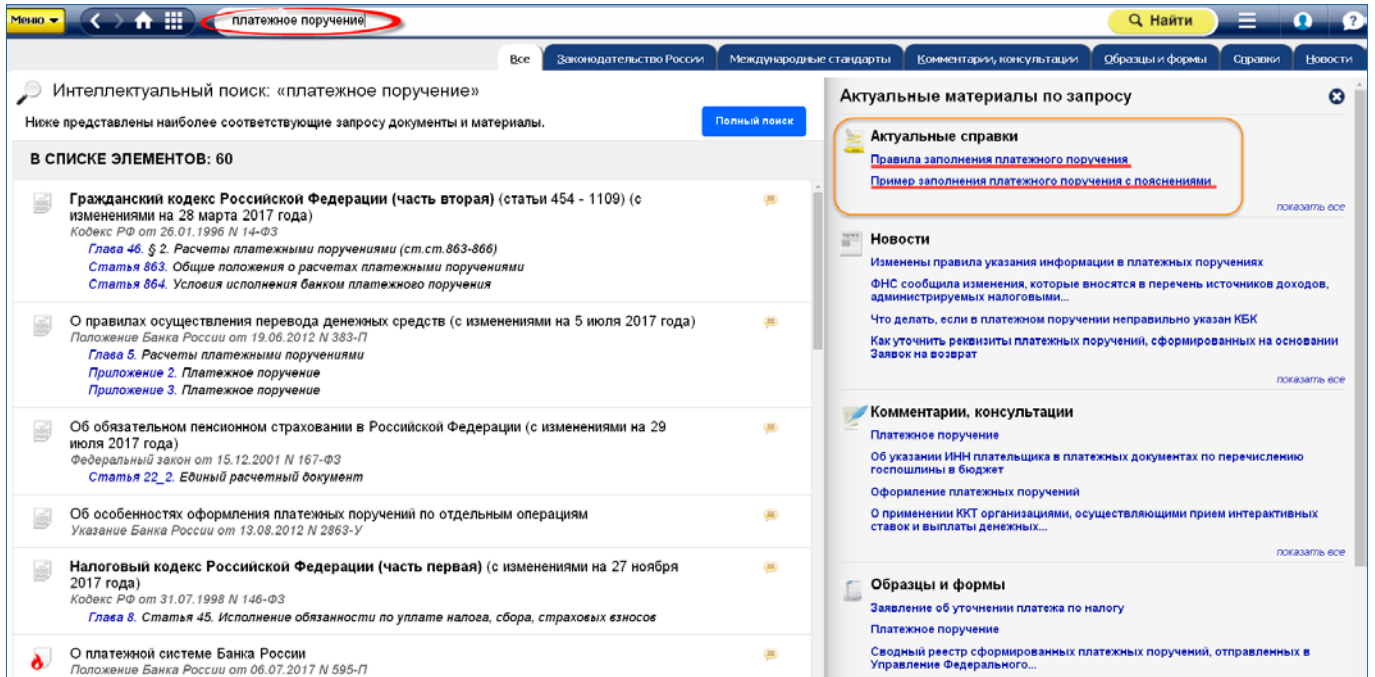 Меню
платежное поручение
Найти
?
Все
Законодательство России
Международные стандарты
Комментарии, консультации
Образцы и формы
Справки
Новости
Интеллектуальный поиск: «платежное поручение»
Ниже представлены наиболее соответствующие запросу документы и материалы.
Полный поиск
В СПИСКЕ ЭЛЕМЕНТОВ: 60
Гражданский кодекс Российской Федерации (часть вторая) (статьи 454 - 1109) (с
изменениями на 28 марта 2017 года)
Кодекс РФ от 26.01.1996 N 14-ФЗ
Глава 46. § 2. Расчеты платежными поручениями (ст.ст.863-866)
Статья 863. Общие положения о расчетах платежными поручениями
Статья 864. Условия исполнения банком платежного поручения
О правилах осуществления перевода денежных средств (с изменениями на 5 июля 2017 года)
Положение Банка России от 19.06.2012 N 383-П
Глава 5. Расчеты платежными поручениями
Приложение 2. Платежное поручение
Приложение 3. Платежное поручение
Об обязательном пенсионном страховании в Российской Федерации (с изменениями на 29
июля 2017 года)
Федеральный закон от 15.12.2001 N 167-ФЗ
Статья 22_2. Единый расчетный документ
Об особенностях оформления платежных поручений по отдельным операциям
Указание Банка России от 13.08.2012 N 2863-У
Налоговый кодекс Российской Федерации (часть первая) (с изменениями на 27 ноября
2017 года)
Кодекс РФ от 31.07.1998 N 146-ФЗ
Глава 8. Статья 45. Исполнение обязанности по уплате налога, сбора, страховых взносов
О платежной системе Банка России
Положение Банка России от 06.07.2017 N 595-П
Актуальные материалы по запросу
Актуальные справки
Правила заполнения платежного поручения
Пример заполнения платежного поручения с пояснениями
показать все
NEWS
Новости
Изменены правила указания информации в платежных поручениях
ФНС сообщила изменения, которые вносятся в перечень источников доходов,
администрируемых налоговыми...
Что делать, если в платежном поручении неправильно указан КБК
Как уточнить реквизиты платежных поручений, сформированных на основании
Заявок на возврат
показать все
Комментарии, консультации
Платежное поручение
Об указании ИНН плательщика в платежных документах по перечислению
госпошлины в бюджет
Оформление платежных поручений
О применении ККТ организациями, осуществляющими прием интерактивных
ставок и выплаты денежных...
показать все
Образцы и формы
Заявление об уточнении платежа по налогу
Платежное поручение
Сводный реестр сформированных платежных поручений, отправленных в
Управление Федерального...